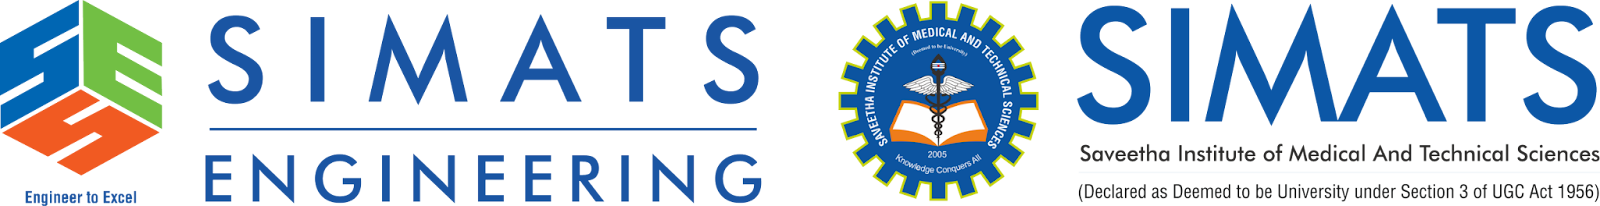 SES
Engineer to Excel
SIMATS
ENGINEERING
SAVEETHA INSTITUTE OF MEDICAL AND TECHNICAL SCIENCES
(Deemed to be University)
2005
Knowledge Conquers All
SIMATS
Saveetha Institute of Medical And Technical Sciences
(Declared as Deemed to be University under Section 3 of UGC Act 1956)